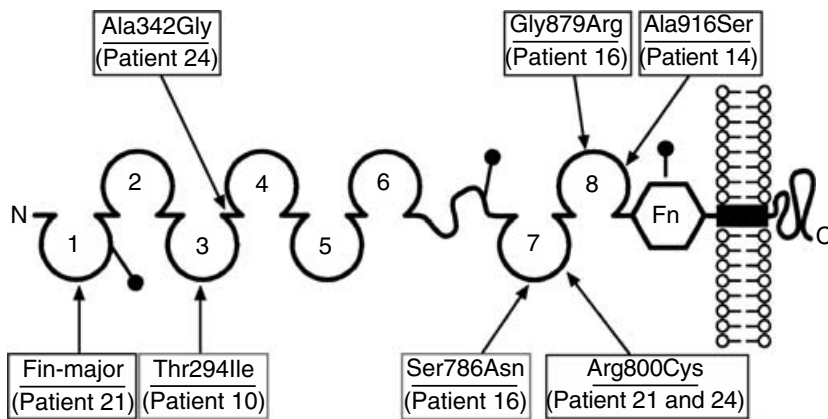 Ala342Gly
(Patient 24)
Gly879Arg
(Patient 16)
Ala916Ser
(Patient 14)
N
1
2
3
4
5
6
7
8
Fn
C
Fin-major
(Patient 21)
Thr294Ile
(Patient 10)
Ser786Asn
(Patient 16)
Arg800Cys
(Patient 21 and 24)